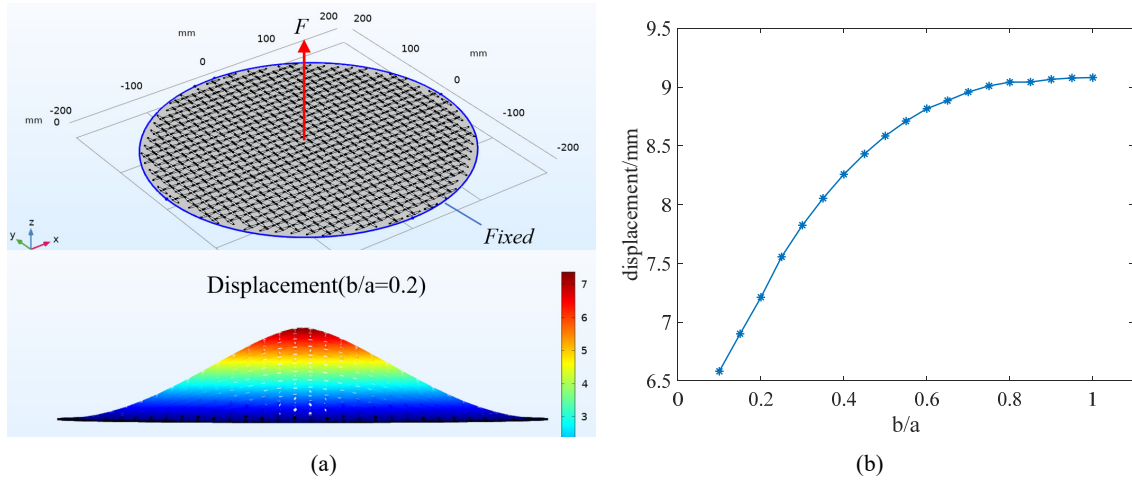 200
200
F
mm
100
100
mm
0
0
-100
-100
-200
mm
0
-200
z
y
x
Fixed
Displacement(b/a=0.2)
7
6
5
4
3
(a)
9.5
9
8.5
8
7.5
7
6.5
displacement/mm
0
0.2
0.4
0.6
0.8
1
b/a
(b)